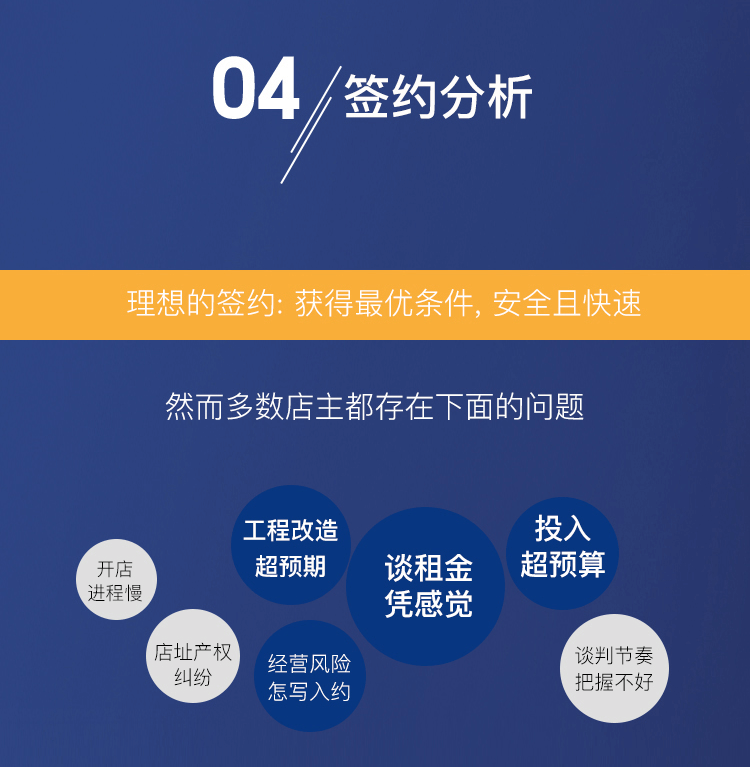 04 签约分析
理想的签约: 获得最优条件, 安全且快速
然而多数店主都存在下面的问题
工程改造
超预期
投入
超预算
谈租金
凭感觉
开店
进程慢
店址产权
纠纷
经营风险
怎写入约
谈判节奏
把握不好